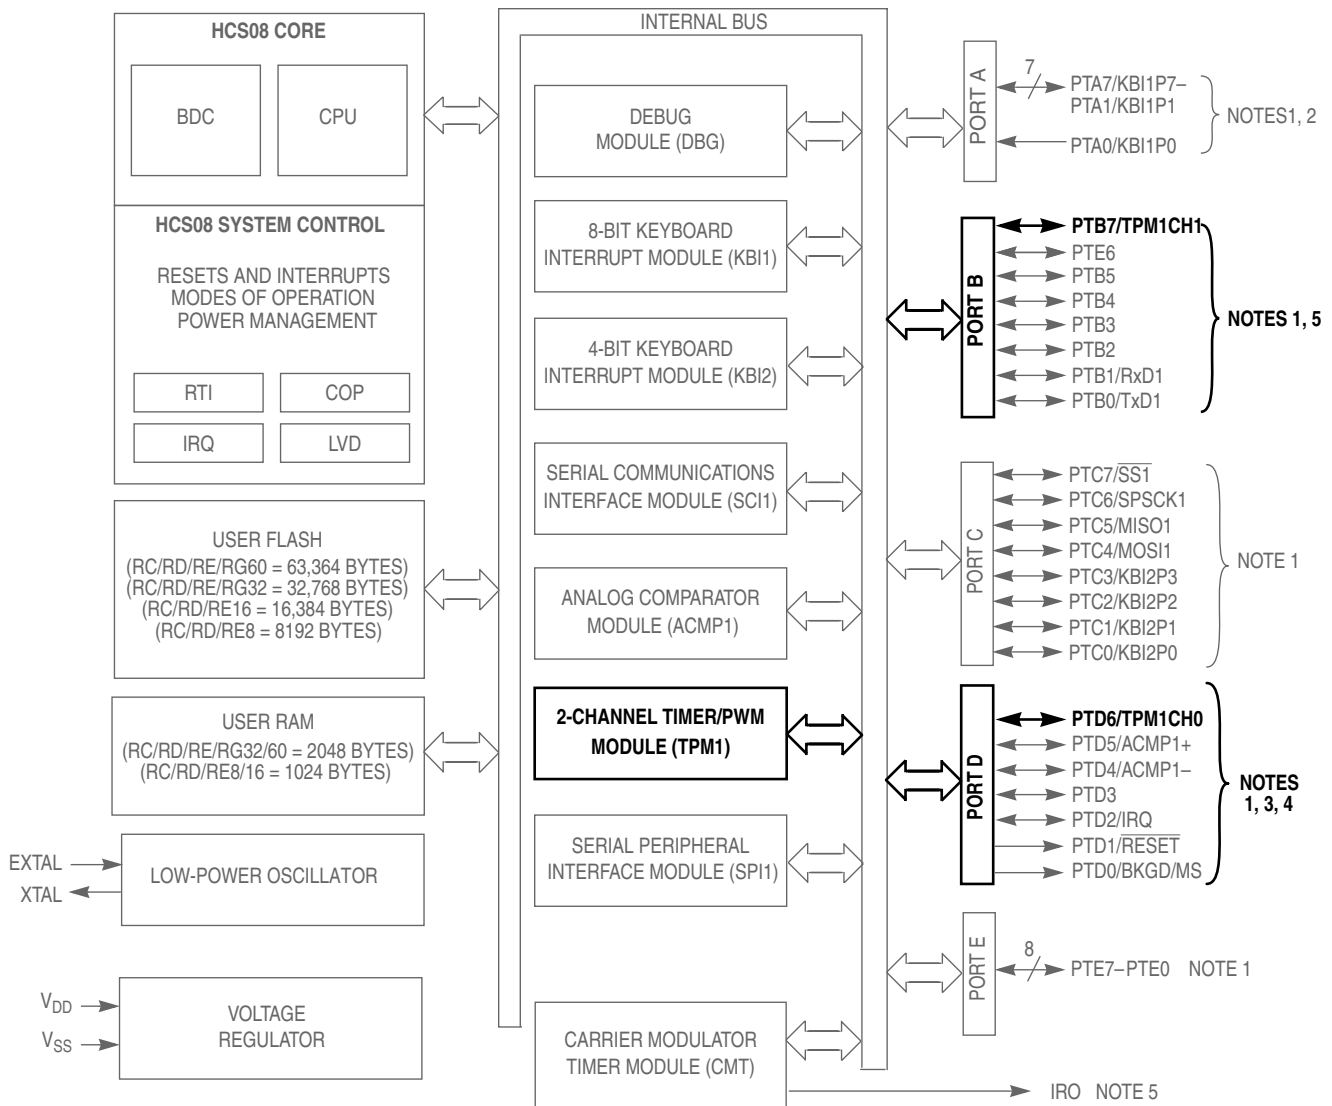 HCS08 CORE
BDC
CPU
HCS08 SYSTEM CONTROL
RESETS AND INTERRUPTS
MODES OF OPERATION
POWER MANAGEMENT
RTI
COP
IRQ
LVD
USER FLASH
(RC/RD/RE/RG60 = 63,364 BYTES)
(RC/RD/RE/RG32 = 32,768 BYTES)
(RC/RD/RE16 = 16,384 BYTES)
(RC/RD/RE8 = 8192 BYTES)
USER RAM
(RC/RD/RE/RG32/60 = 2048 BYTES)
(RC/RD/RE8/16 = 1024 BYTES)
EXTAL
XTAL
LOW-POWER OSCILLATOR
VDD
VSS
VOLTAGE
REGULATOR
INTERNAL BUS
DEBUG
MODULE (DBG)
8-BIT KEYBOARD
INTERRUPT MODULE (KBI1)
4-BIT KEYBOARD
INTERRUPT MODULE (KBI2)
SERIAL COMMUNICATIONS
INTERFACE MODULE (SCI1)
ANALOG COMPARATOR
MODULE (ACMP1)
2-CHANNEL TIMER/PWM
MODULE (TPM1)
SERIAL PERIPHERAL
INTERFACE MODULE (SPI1)
CARRIER MODULATOR
TIMER MODULE (CMT)
PORT A
7
PTA7/KBI1P7–
PTA1/KBI1P1
PTA0/KBI1P0
NOTES1, 2
PORT B
PTB7/TPM1CH1
PTE6
PTB5
PTB4
PTB3
PTB2
PTB1/RxD1
PTB0/TxD1
NOTES 1, 5
PORT C
PTC7/SS1
PTC6/SPSCK1
PTC5/MISO1
PTC4/MOSI1
PTC3/KBI2P3
PTC2/KBI2P2
PTC1/KBI2P1
PTC0/KBI2P0
NOTE 1
PORT D
PTD6/TPM1CH0
PTD5/ACMP1+
PTD4/ACMP1–
PTD3
PTD2/IRQ
PTD1/RESET
PTD0/BKGD/MS
NOTES
1, 3, 4
PORT E
8
PTE7–PTE0 NOTE 1
IRO NOTE 5